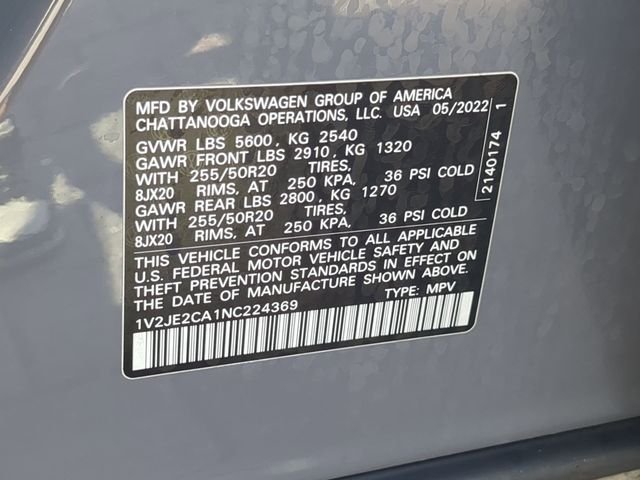 MFD BY VOLKSWAGEN GROUP OF AMERICA
CHATTANOOGA OPERATIONS, LLC. USA 05/2022
GVWR LBS 5600, KG 2540
GAWR FRONT LBS 2910, KG 1320
WITH 255/50R20 TIRES,
8JX20 RIMS, AT 250 KPA, 36 PSI COLD
GAWR REAR LBS 2800, KG 1270
WITH 255/50R20 TIRES,
8JX20 RIMS, AT 250 KPA, 36 PSI COLD
THIS VEHICLE CONFORMS TO ALL APPLICABLE
U.S. FEDERAL MOTOR VEHICLE SAFETY AND
THEFT PREVENTION STANDARDS IN EFFECT ON
THE DATE OF MANUFACTURE SHOWN ABOVE.
1V2JE2CA1NC224369 TYPE: MPV
2140174 1